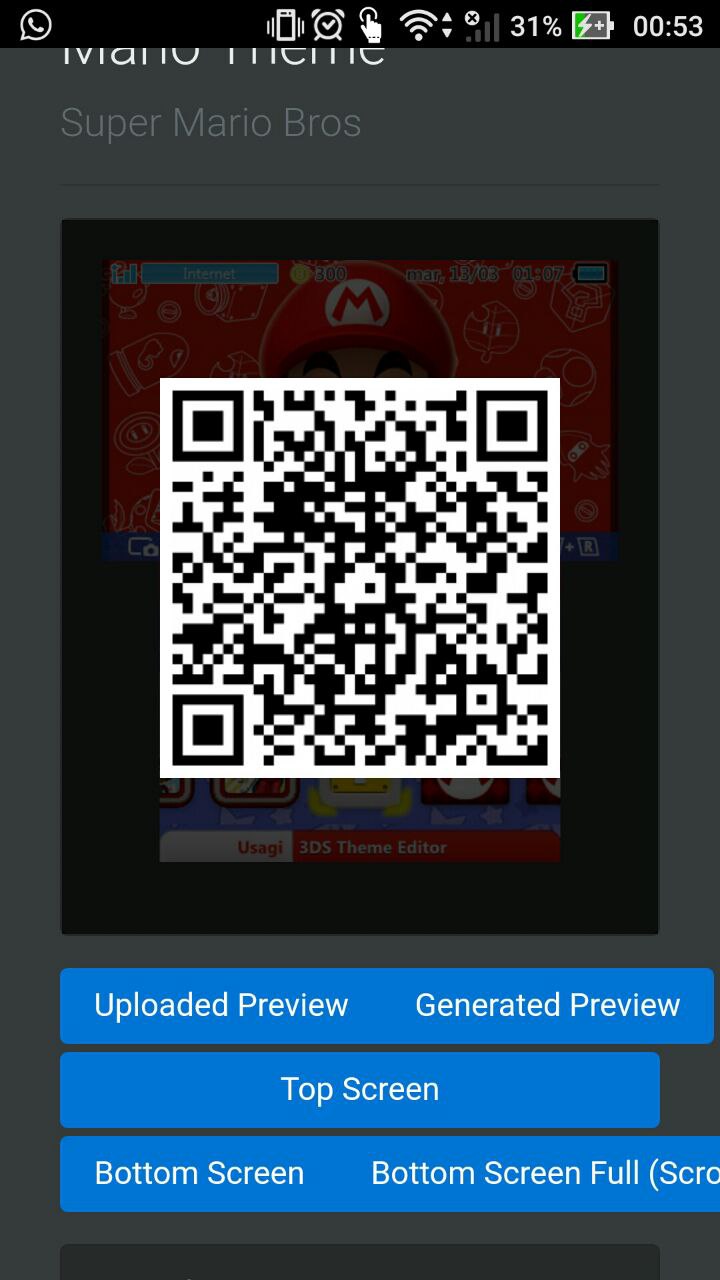 31% 00:53
Mario Theme
Super Mario Bros
Internet 300 mar, 13/03 01:07
M
+ R
Usagi 3DS Theme Editor
Uploaded Preview Generated Preview
Top Screen
Bottom Screen Bottom Screen Full (Scro